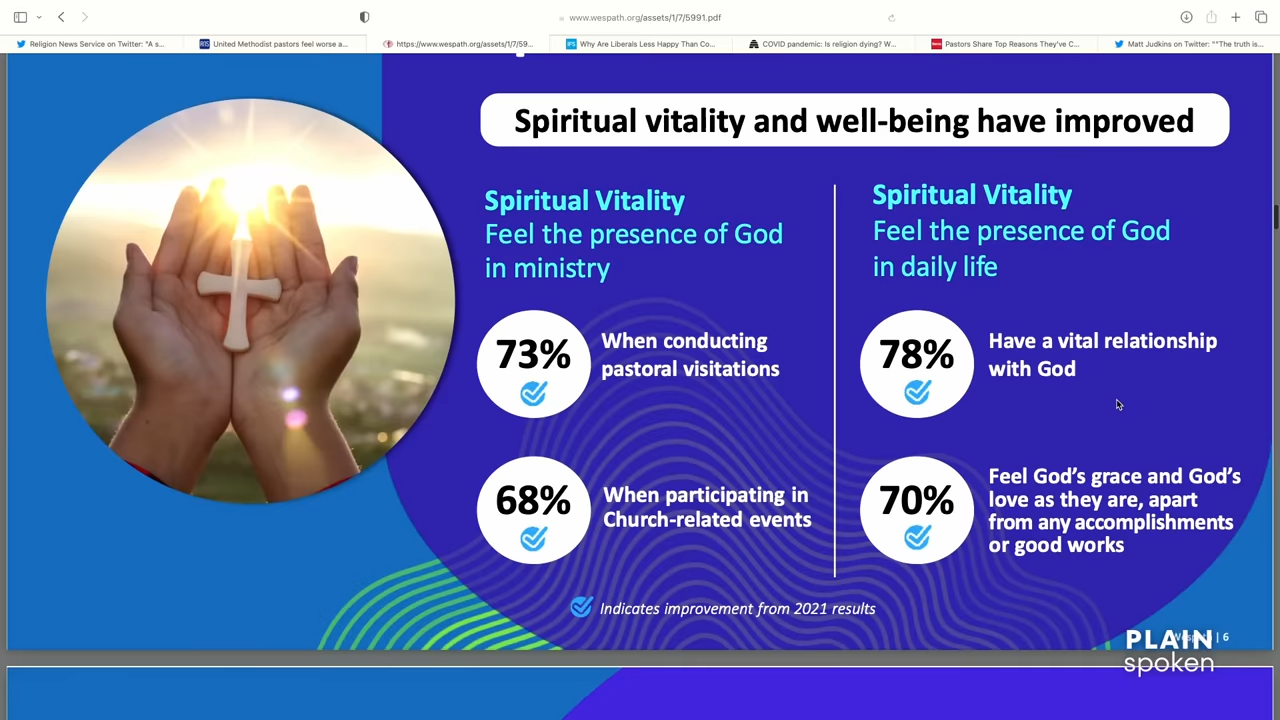 www.wespath.org/assets/1/7/5991.pdf
Religion News Service on Twitter: "A s...
United Methodist pastors feel worse a...
https://www.wespath.org/assets/1/7/59...
Why Are Liberals Less Happy Than Co...
COVID pandemic: Is religion dying? W...
Pastors Share Top Reasons They've C...
Matt Judkins on Twitter: ""The truth is...
Spiritual vitality and well-being have improved
Spiritual Vitality
Feel the presence of God
in ministry
73%
When conducting
pastoral visitations
68%
When participating in
Church-related events
Spiritual Vitality
Feel the presence of God
in daily life
78%
Have a vital relationship
with God
70%
Feel God's grace and God's
love as they are, apart
from any accomplishments
or good works
Indicates improvement from 2021 results
| 6
PLAIN
spoken